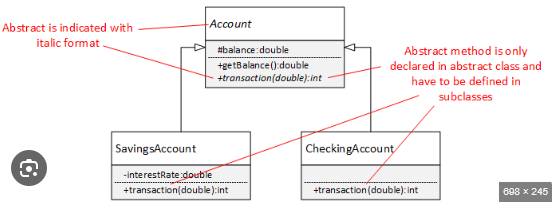 Abstract is indicated with
italic format
Account
#balance:double
+getBalance():double
+transaction(double):int
Abstract method is only
declared in abstract class and
have to be defined in
subclasses
SavingsAccount
-interestRate:double
+transaction(double):int
CheckingAccount
+transaction(double):int
698 × 245